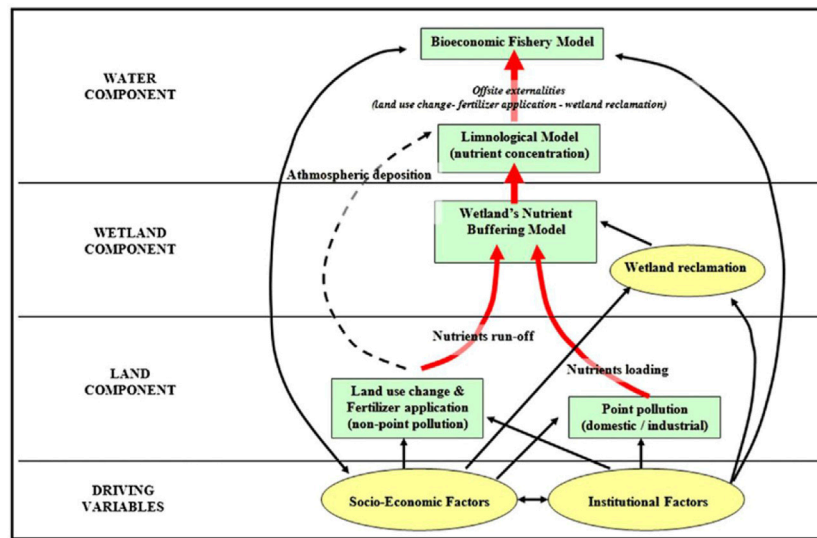 WATER
COMPONENT
Bioeconomic Fishery Model
Offsite externalities
(land use change- fertilizer application - wetland reclamation)
Limnological Model
(nutrient concentration)
Athmospheric deposition
WETLAND
COMPONENT
Wetland's Nutrient
Buffering Model
Wetland reclamation
Nutrients run-off
LAND
COMPONENT
Nutrients loading
Land use change &
Fertilizer application
(non-point pollution)
Point pollution
(domestic / industrial)
DRIVING
VARIABLES
Socio-Economic Factors
Institutional Factors